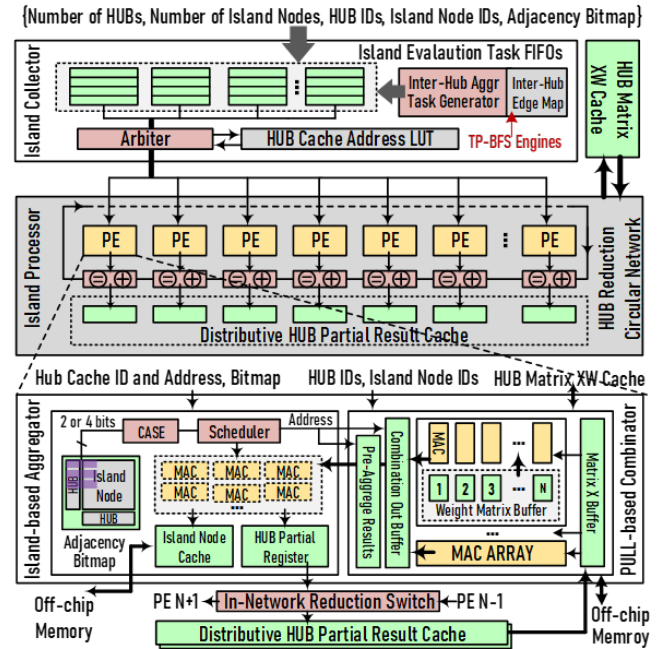 {Number of HUBs, Number of Island Nodes, HUB IDs, Island Node IDs, Adjacency Bitmap}
Island Evalaution Task FIFOs
Island Collector
Inter-Hub Aggr
Task Generator
Inter-Hub
Edge Map
HUB Matrix
XW Cache
TP-BFS Engines
Arbiter
HUB Cache Address LUT
Island Processor
PE
PE
PE
PE
PE
PE
PE
HUB Reduction
Circular Network
Distributive HUB Partial Result Cache
Hub Cache ID and Address, Bitmap
HUB IDs, Island Node IDs
HUB Matrix XW Cache
Island-based Aggregator
2 or 4 bits
CASE
Scheduler
Address
HUB
Island
Node
HUB
Adjacency
Bitmap
MAC
MAC
MAC
MAC
MAC
MAC
...
Island Node
Cache
HUB Partial
Register
Pre-Aggrege Results
Combination Out Buffer
MAC
...
1
2
3
...
N
Weight Matrix Buffer
...
MAC ARRAY
Matrix X Buffer
PULL-based Combinator
Off-chip
Memory
PE N+1
In-Network Reduction Switch
PE N-1
Off-chip
Memroy
Distributive HUB Partial Result Cache